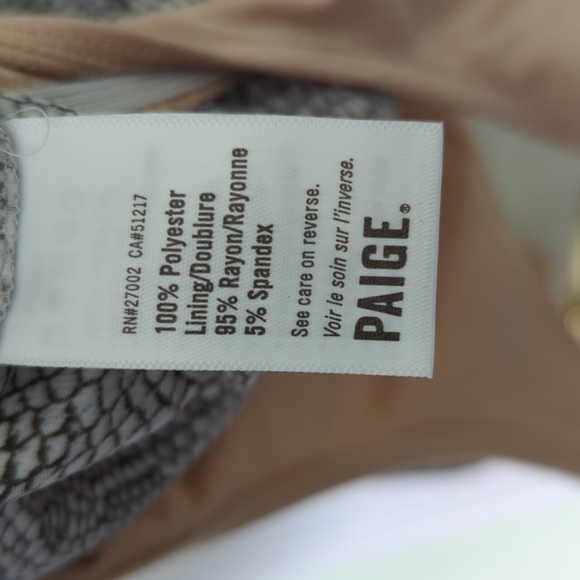 RN#27002 CA#51217
100% Polyester
Lining/Doublure
95% Rayon/Rayonne
5% Spandex
See care on reverse.
Voir le soin sur l'inverse.
PAIGE®